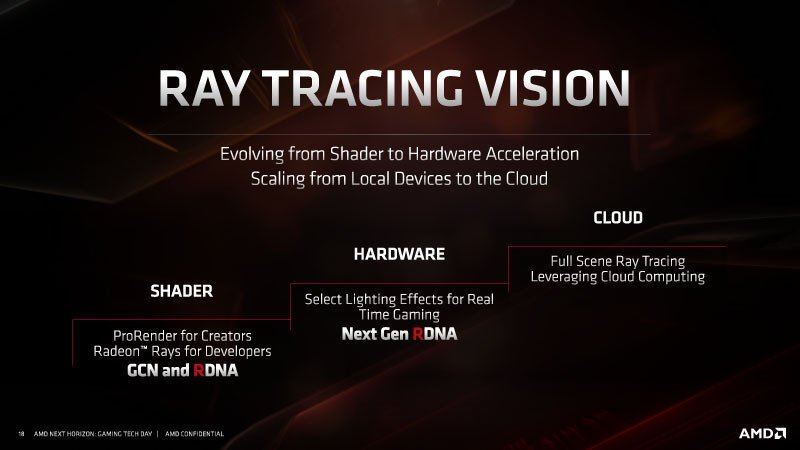 RAY TRACING VISION
Evolving from Shader to Hardware Acceleration
Scaling from Local Devices to the Cloud
SHADER
ProRender for Creators
Radeon™ Rays for Developers
GCN and RDNA
HARDWARE
Select Lighting Effects for Real
Time Gaming
Next Gen RDNA
CLOUD
Full Scene Ray Tracing
Leveraging Cloud Computing
18 AMD NEXT HORIZON: GAMING TECH DAY | AMD CONFIDENTIAL
AMD